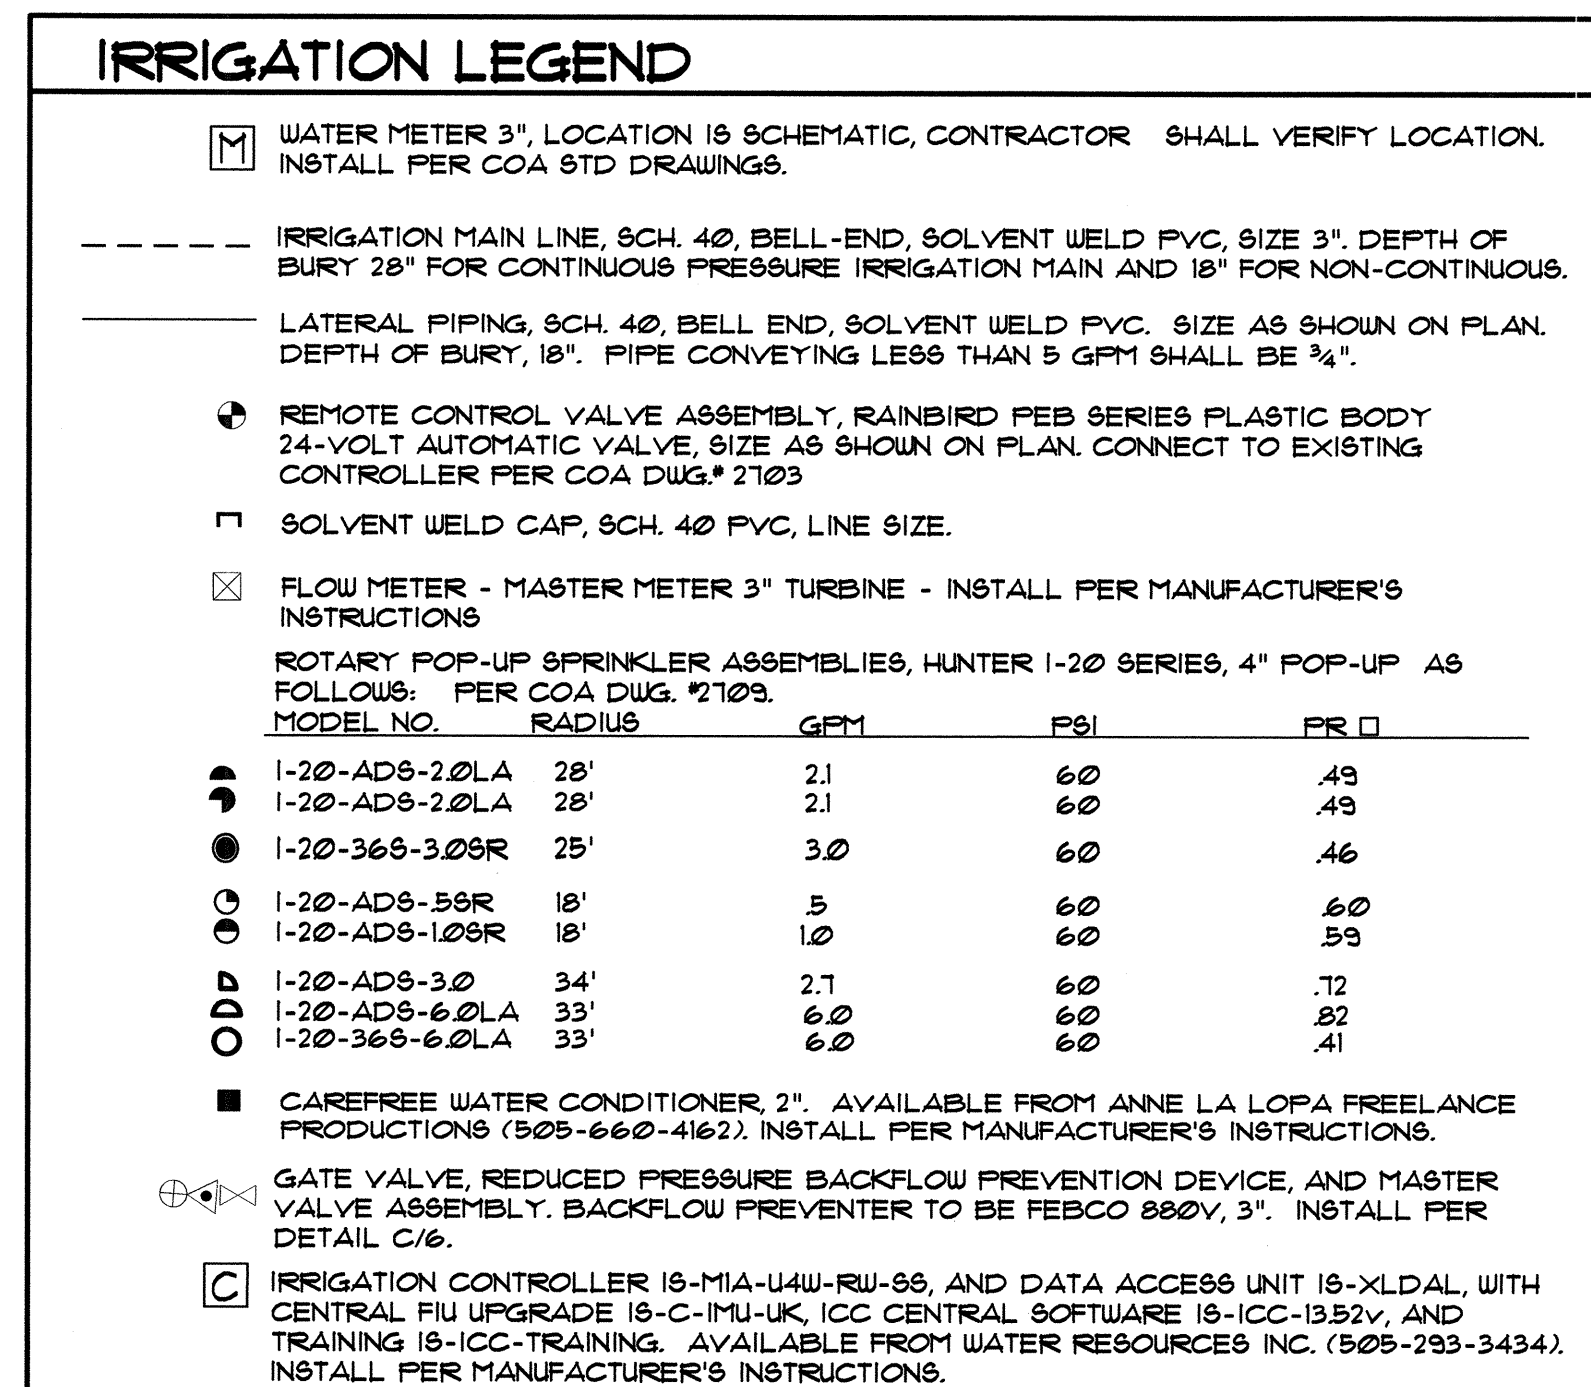 IRRIGATION LEGEND
M
WATER METER 3", LOCATION IS SCHEMATIC, CONTRACTOR SHALL VERIFY LOCATION.
INSTALL PER COA STD DRAWINGS.
IRRIGATION MAIN LINE, SCH. 40, BELL-END, SOLVENT WELD PVC, SIZE 3". DEPTH OF
BURY 28" FOR CONTINUOUS PRESSURE IRRIGATION MAIN AND 18" FOR NON-CONTINUOUS.
LATERAL PIPING, SCH. 40, BELL END, SOLVENT WELD PVC. SIZE AS SHOWN ON PLAN.
DEPTH OF BURY, 18". PIPE CONVEYING LESS THAN 5 GPM SHALL BE ¾".
REMOTE CONTROL VALVE ASSEMBLY, RAINBIRD PEB SERIES PLASTIC BODY
24-VOLT AUTOMATIC VALVE, SIZE AS SHOWN ON PLAN. CONNECT TO EXISTING
CONTROLLER PER COA DWG.# 2703
SOLVENT WELD CAP, SCH. 40 PVC, LINE SIZE.
FLOW METER - MASTER METER 3" TURBINE - INSTALL PER MANUFACTURER'S
INSTRUCTIONS
ROTARY POP-UP SPRINKLER ASSEMBLIES, HUNTER I-20 SERIES, 4" POP-UP AS
FOLLOWS: PER COA DWG. #2709.
MODEL NO. RADIUS GPM PSI PR □
I-20-ADS-2.0LA 28' 2.1 60 .49
I-20-ADS-2.0LA 28' 2.1 60 .49
I-20-36S-3.0SR 25' 3.0 60 .46
I-20-ADS-.5SR 18' .5 60 .60
I-20-ADS-1.0SR 18' 1.0 60 .59
I-20-ADS-3.0 34' 2.7 60 .72
I-20-ADS-6.0LA 33' 6.0 60 .82
I-20-36S-6.0LA 33' 6.0 60 .41
CAREFREE WATER CONDITIONER, 2". AVAILABLE FROM ANNE LA LOPA FREELANCE
PRODUCTIONS (505-660-4162). INSTALL PER MANUFACTURER'S INSTRUCTIONS.
GATE VALVE, REDUCED PRESSURE BACKFLOW PREVENTION DEVICE, AND MASTER
VALVE ASSEMBLY. BACKFLOW PREVENTER TO BE FEBCO 880V, 3". INSTALL PER
DETAIL C/6.
C
IRRIGATION CONTROLLER IS-M1A-U4W-RW-SS, AND DATA ACCESS UNIT IS-XLDAL, WITH
CENTRAL FIU UPGRADE IS-C-IMU-UK, ICC CENTRAL SOFTWARE IS-ICC-13.52v, AND
TRAINING IS-ICC-TRAINING. AVAILABLE FROM WATER RESOURCES INC. (505-293-3434).
INSTALL PER MANUFACTURER'S INSTRUCTIONS.